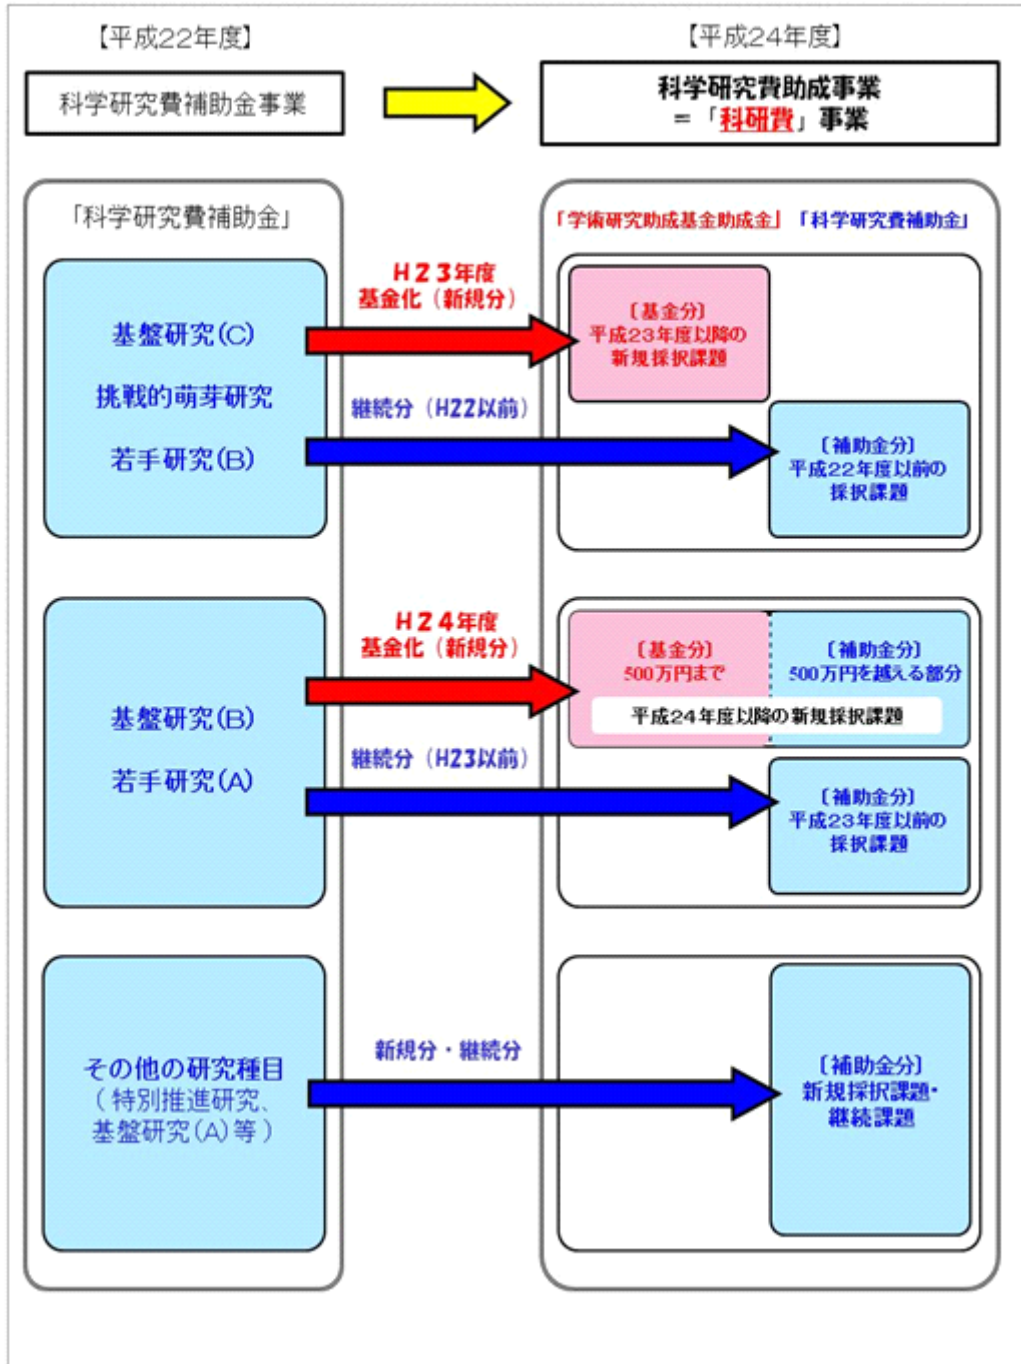 【平成22年度】
【平成24年度】
科学研究費補助金事業
科学研究費助成事業
=「科研費」事業
「科学研究費補助金」
「学術研究助成基金助成金」
「科学研究費補助金」
基盤研究(C)
挑戦的萌芽研究
若手研究(B)
H23年度
基金化(新規分)
継続分(H22以前)
〔基金分〕
平成23年度以降の
新規採択課題
〔補助金分〕
平成22年度以前の
採択課題
基盤研究(B)
若手研究(A)
H24年度
基金化(新規分)
継続分(H23以前)
〔基金分〕
500万円まで
〔補助金分〕
500万円を越える部分
平成24年度以降の新規採択課題
〔補助金分〕
平成23年度以前の
採択課題
その他の研究種目
(特別推進研究、
基盤研究(A)等)
新規分・継続分
〔補助金分〕
新規採択課題・
継続課題